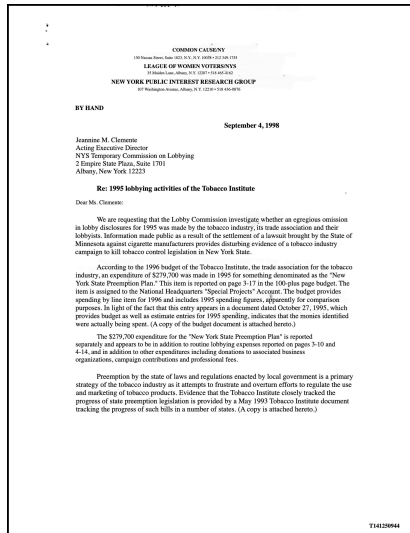 COMMON CAUSE/NY
LEAGUE OF WOMEN VOTERS/NYS
NEW YORK PUBLIC INTEREST RESEARCH GROUP
BY HAND
September 4, 1998
Jeannine M. Clemente
Acting Executive Director
NYS Temporary Commission on Lobbying
2 Empire State Plaza, Suite 1701
Albany, New York 12223
Re: 1995 lobbying activities of the Tobacco Institute
Dear Ms. Clemente:
We are requesting that the Lobby Commission investigate whether an egregious omission
in lobby disclosures for 1995 was made by the tobacco industry, its trade association and their
lobbyists. Information made public as a result of the settlement of a lawsuit brought by the State of
Minnesota against cigarette manufacturers provides disturbing evidence of a tobacco industry
campaign to kill tobacco control legislation in New York State.
According to the 1996 budget of the Tobacco Institute, the trade association for the tobacco
industry, an expenditure of $279,700 was made in 1995 for something denominated as the "New
York State Preemption Plan." This item is reported on page 3-17 in the 100-plus page budget. The
item is assigned to the National Headquarters "Special Projects" Account. The budget provides
spending by line item for 1996 and includes 1995 spending figures, apparently for comparison
purposes. In light of the fact that this entry appears in a document dated October 27, 1995, which
provides budget as well as estimate entries for 1995 spending, indicates that the monies identified
were actually being spent. (A copy of the budget document is attached hereto.)
The $279,700 expenditure for the "New York State Preemption Plan" is reported
separately and appears to be in addition to routine lobbying expenses reported on pages 3-10 and
4-14, and in addition to other expenditures including donations to associated business
organizations, campaign contributions and professional fees.
Preemption by the state of laws and regulations enacted by local government is a primary
strategy of the tobacco industry as it attempts to frustrate and overturn efforts to regulate the use
and marketing of tobacco products. Evidence that the Tobacco Institute closely tracked the
progress of state preemption legislation is provided by a May 1993 Tobacco Institute document
tracking the progress of such bills in a number of states. (A copy is attached hereto.)
T141250944